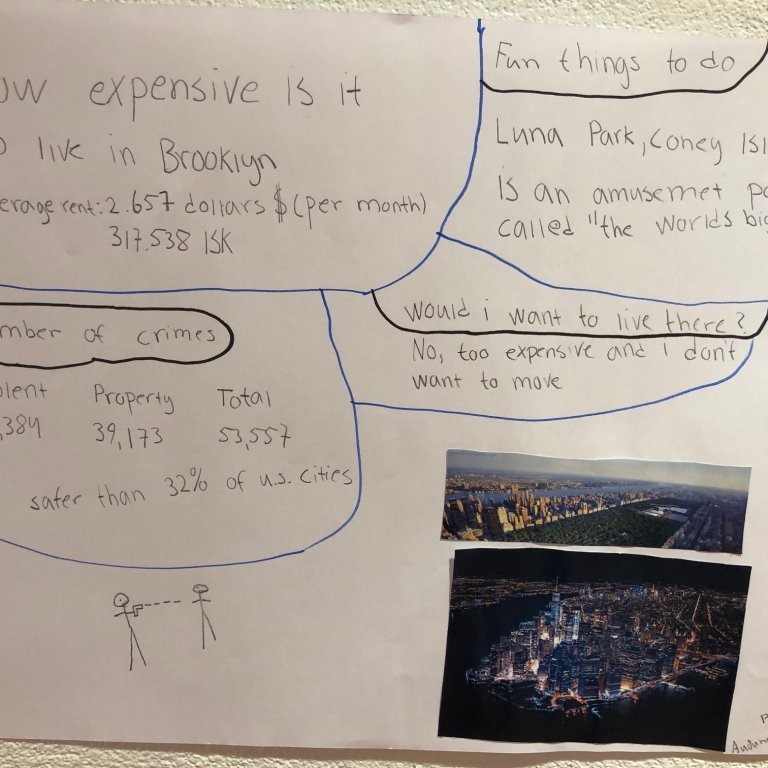 ow expensive is it
o live in Brooklyn
erage rent: 2.657 dollars $ (per month)
317.538 ISK
Fun things to do
Luna Park, Coney Isl
Is an amusemet pa
called "the worlds big
Would i want to live there?
No, too expensive and I don't
want to move
mber of crimes
olent Property Total
,384 39,173 53,557
safer than 32% of u.s. cities